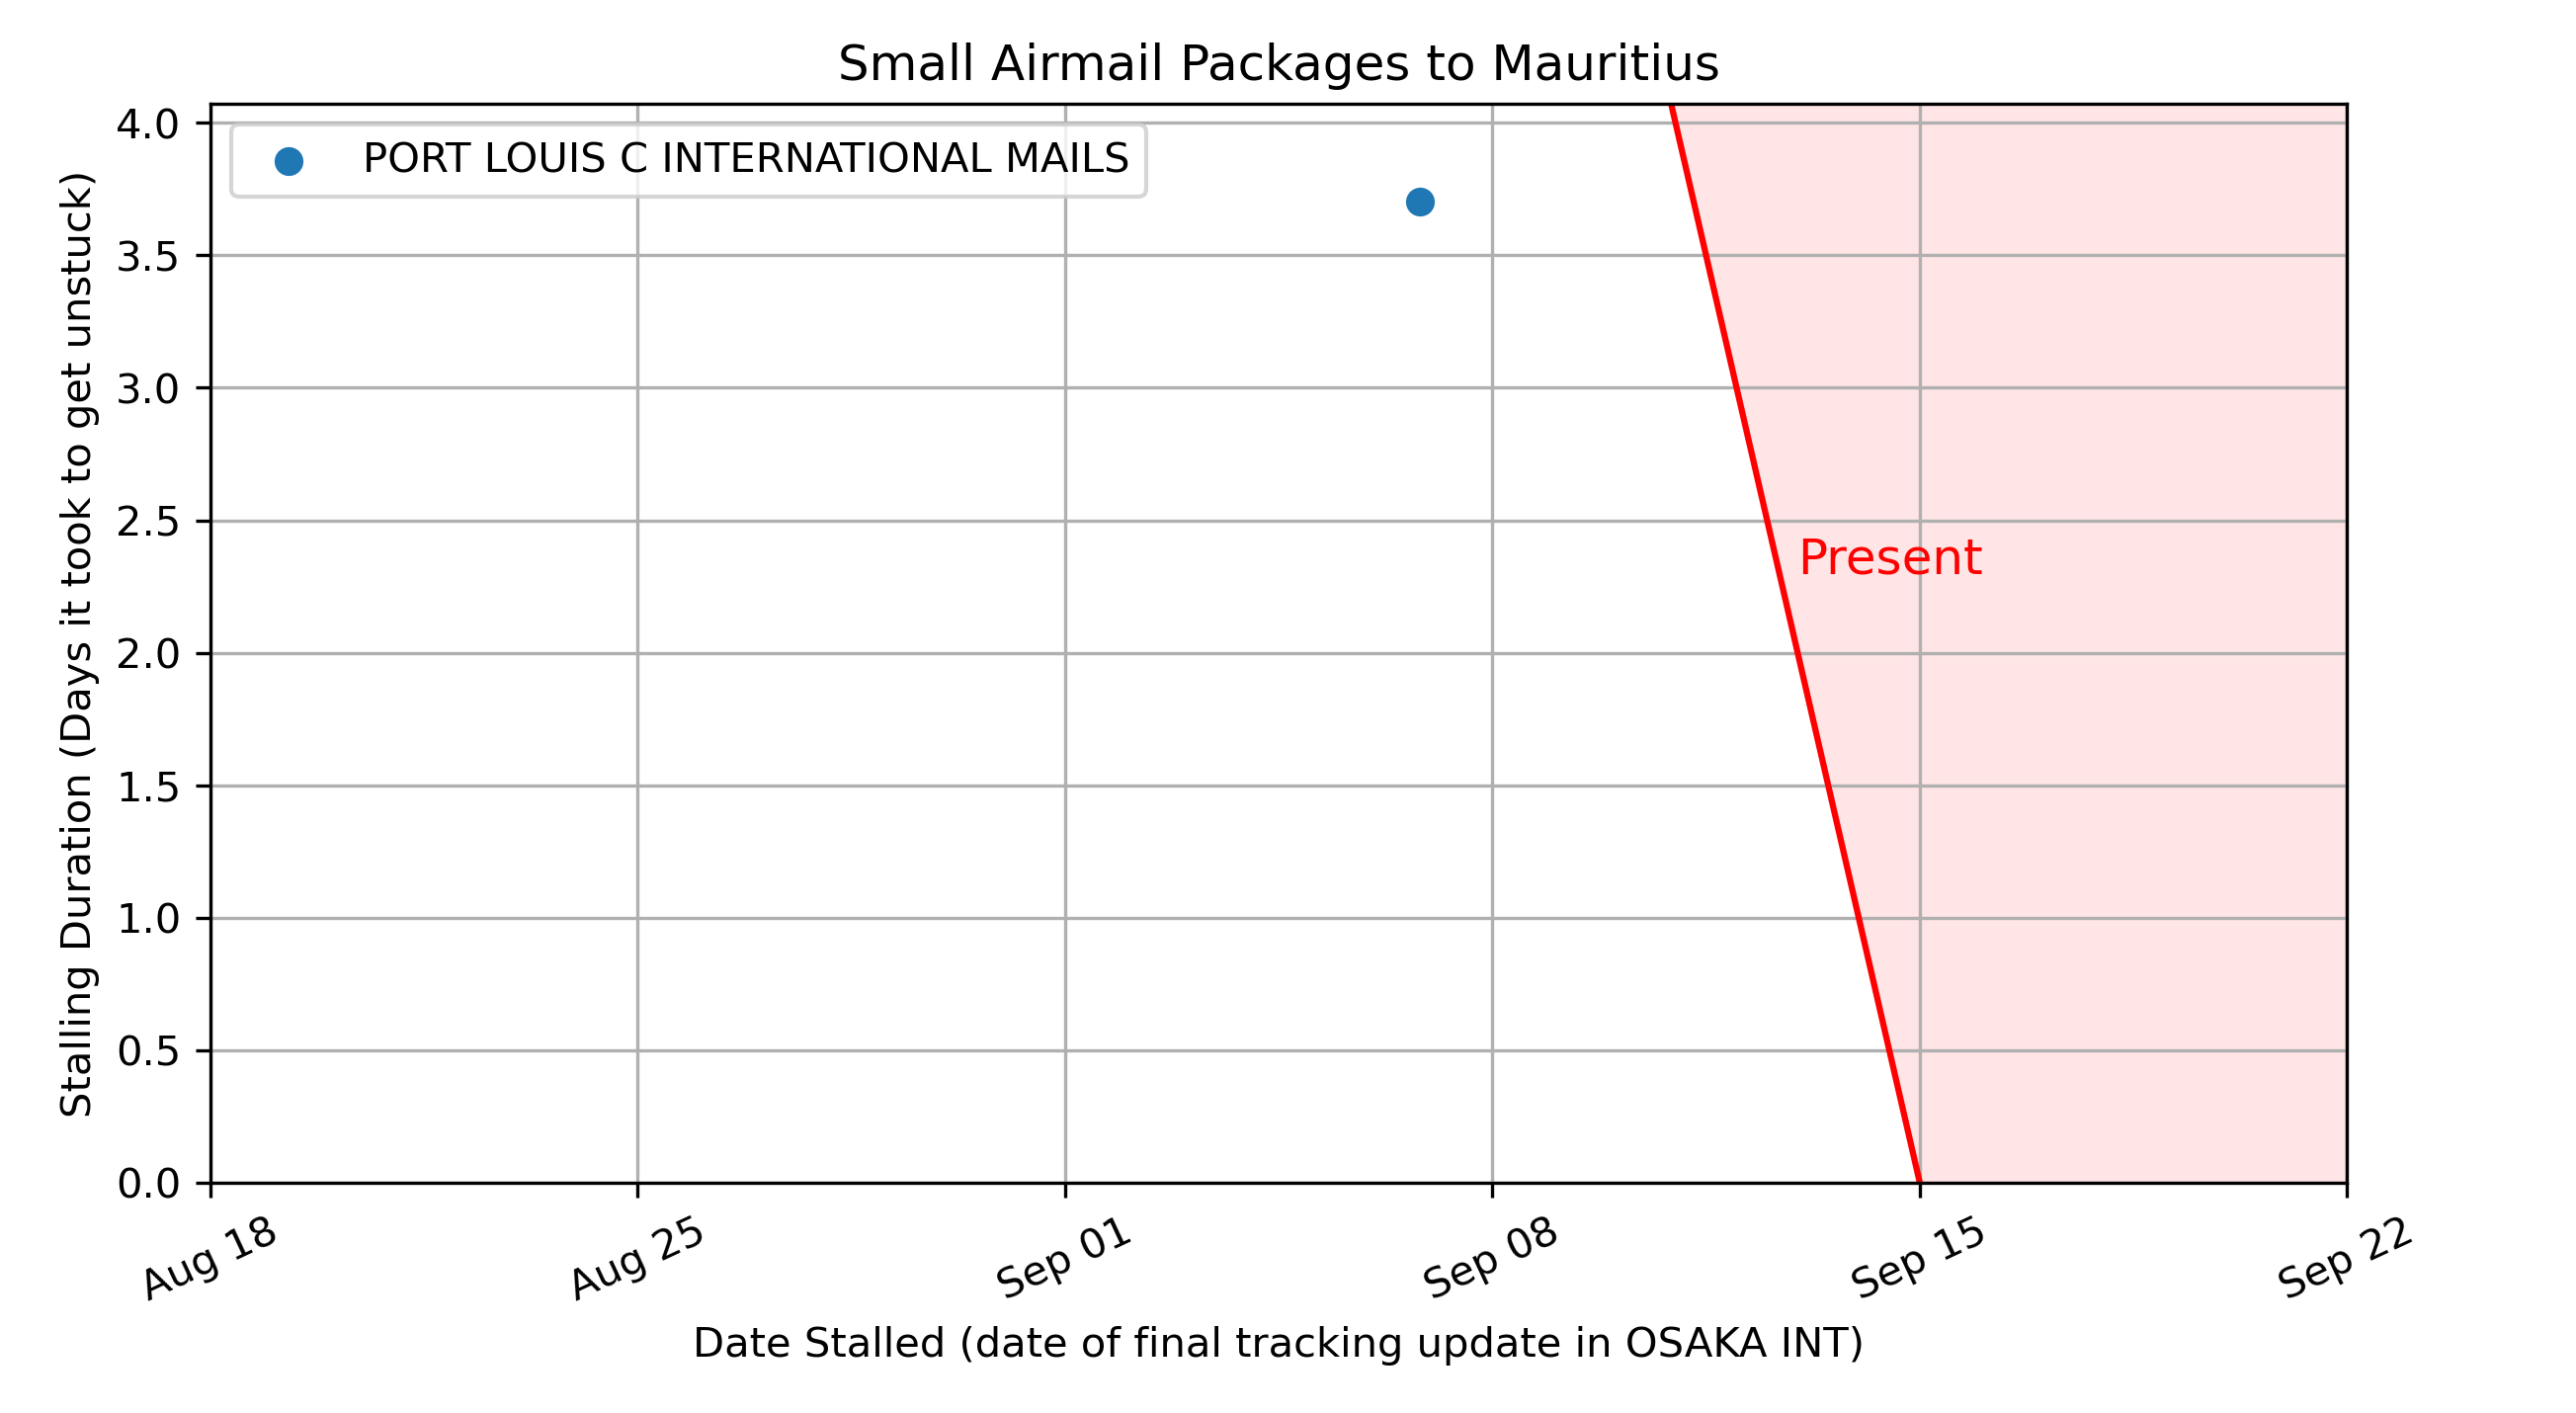 Small Airmail Packages to Mauritius
PORT LOUIS C INTERNATIONAL MAILS
Stalling Duration (Days it took to get unstuck)
4.0
3.5
3.0
2.5
2.0
1.5
1.0
0.5
0.0
Present
Aug 18
Aug 25
Sep 01
Sep 08
Sep 15
Sep 22
Date Stalled (date of final tracking update in OSAKA INT)